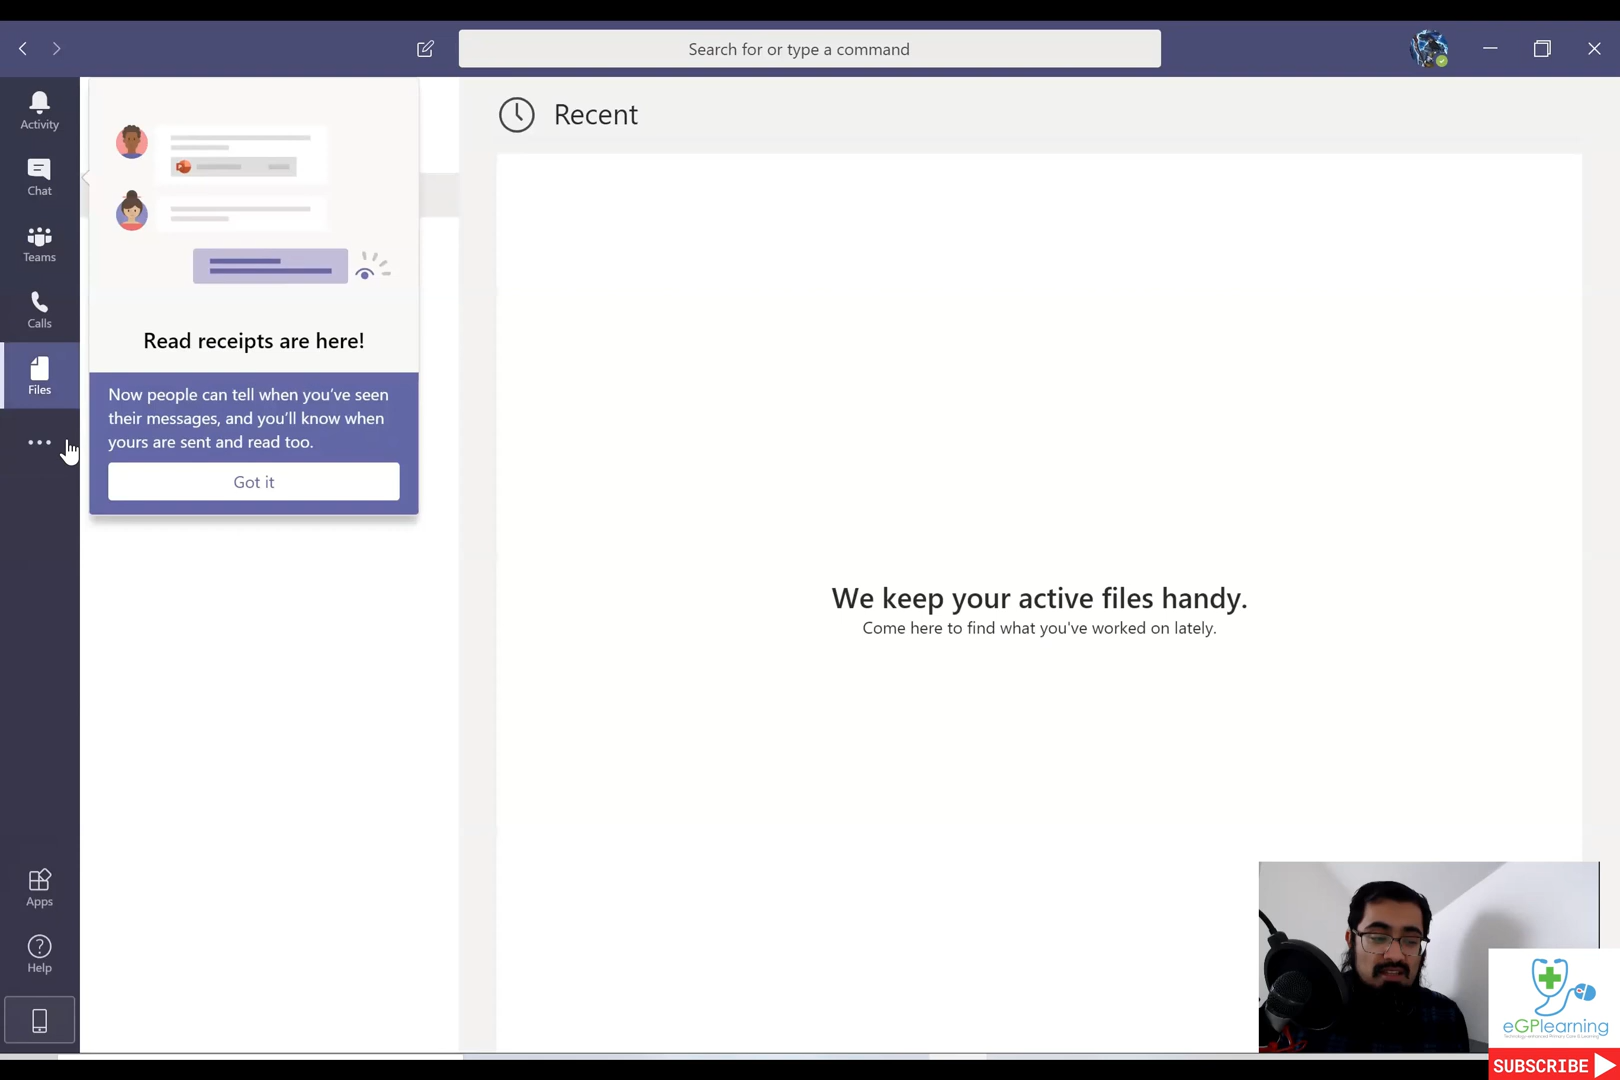 Search for or type a command
Activity
Chat
Teams
Calls
Files
Read receipts are here!
Now people can tell when you've seen
their messages, and you'll know when
yours are sent and read too.
Got it
Recent
We keep your active files handy.
Come here to find what you've worked on lately.
Apps
Help
eGPlearning
SUBSCRIBE